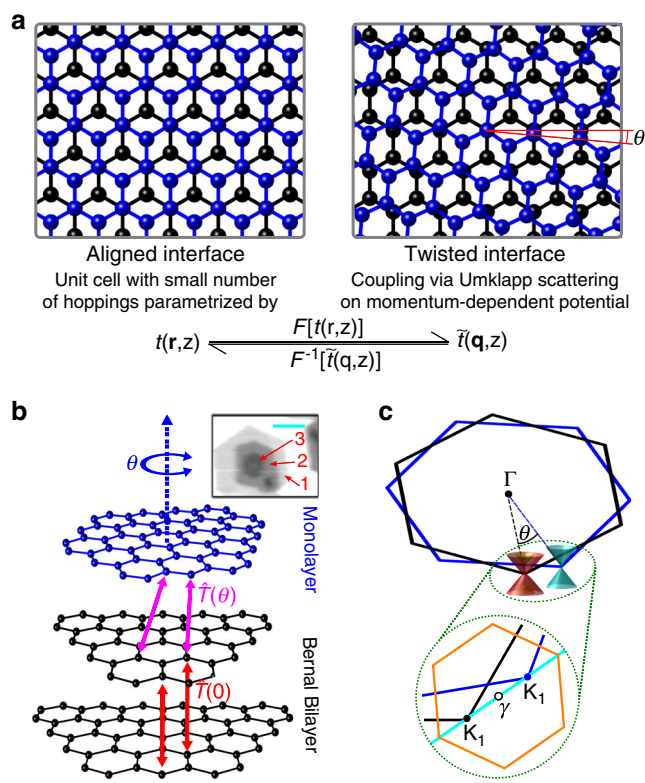 a
θ
Aligned interface
Unit cell with small number
of hoppings parametrized by
Twisted interface
Coupling via Umklapp scattering
on momentum-dependent potential
t(r,z)
F[t(r,z)]
F⁻¹[t̃(q,z)]
t̃(q,z)
b
θ
3
2
1
Monolayer
T̂(θ)
T̂(0)
Bernal Bilayer
c
Γ
θ
K₁
γ
K₁